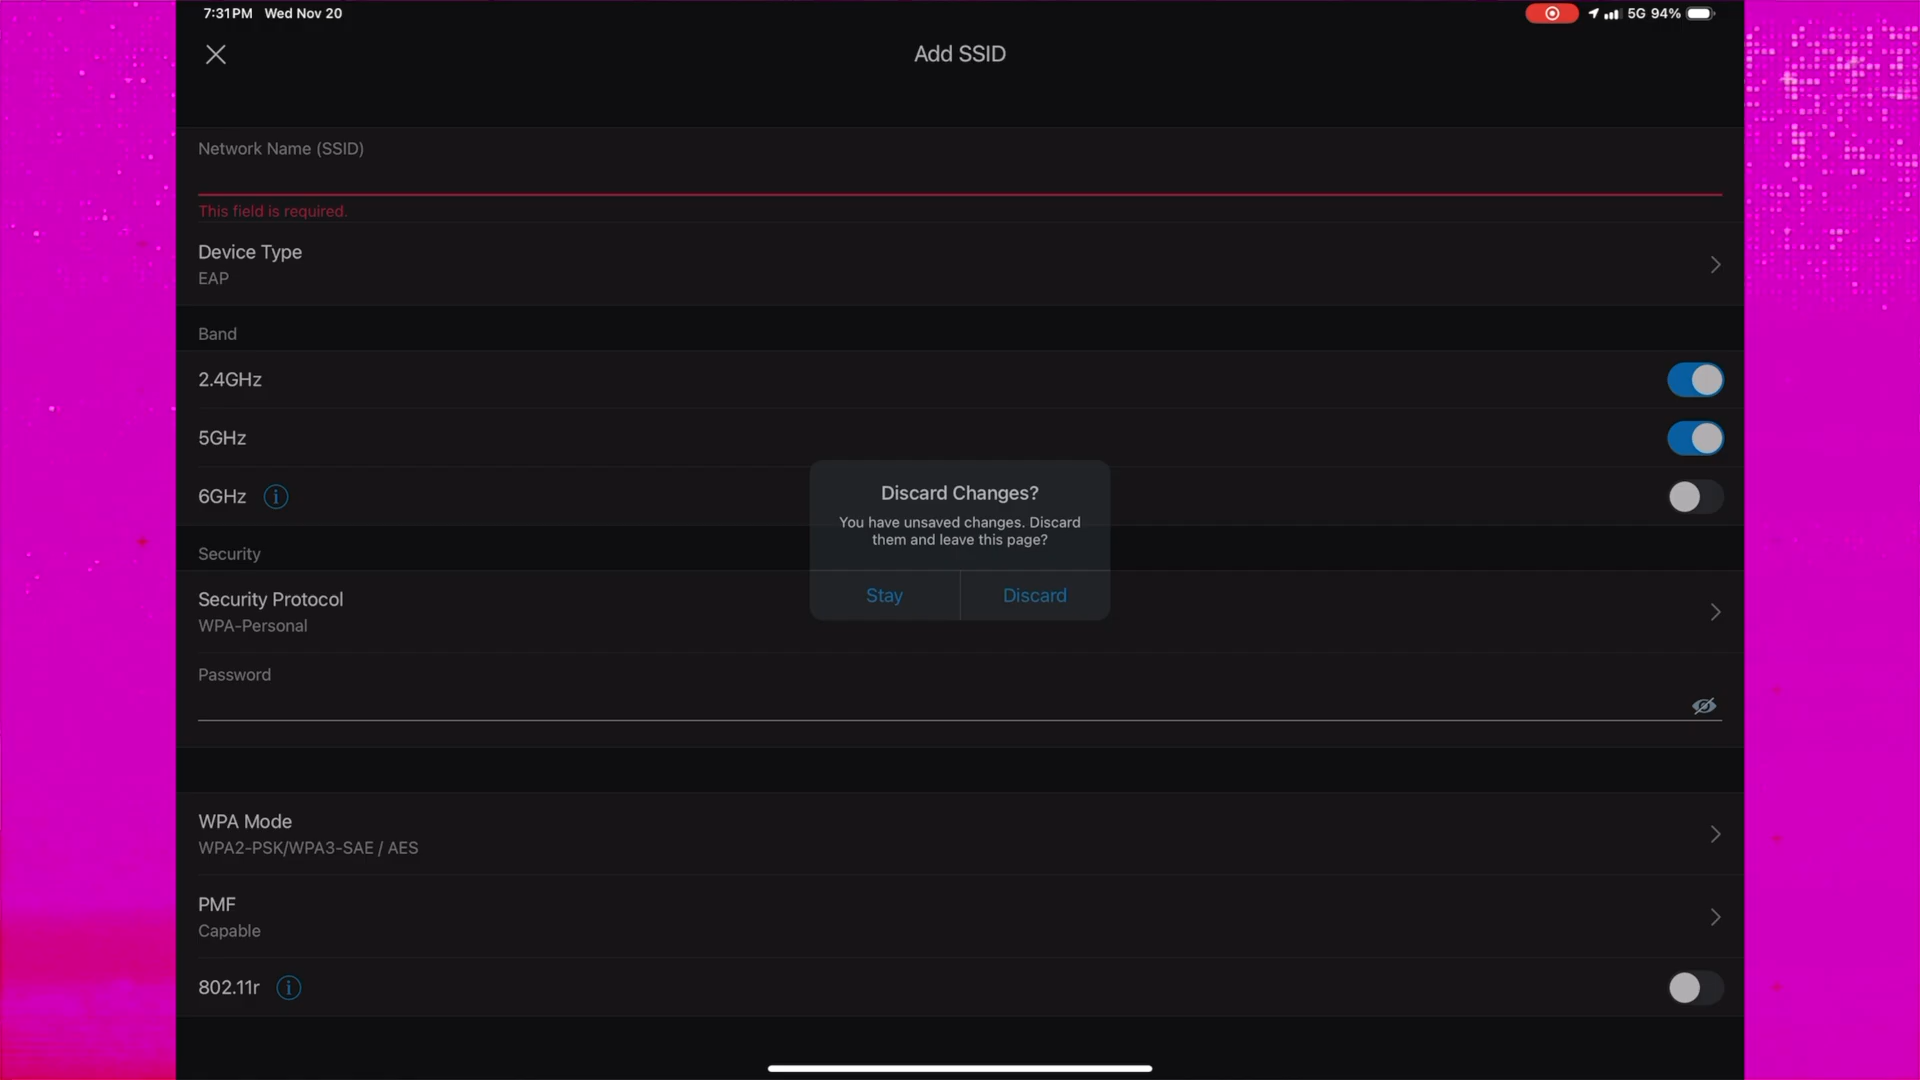 7:31PM Wed Nov 20
5G 94%
Add SSID
Network Name (SSID)
This field is required.
Device Type
EAP
Band
2.4GHz
5GHz
6GHz
Discard Changes?
You have unsaved changes. Discard
them and leave this page?
Stay
Discard
Security
Security Protocol
WPA-Personal
Password
WPA Mode
WPA2-PSK/WPA3-SAE / AES
PMF
Capable
802.11r